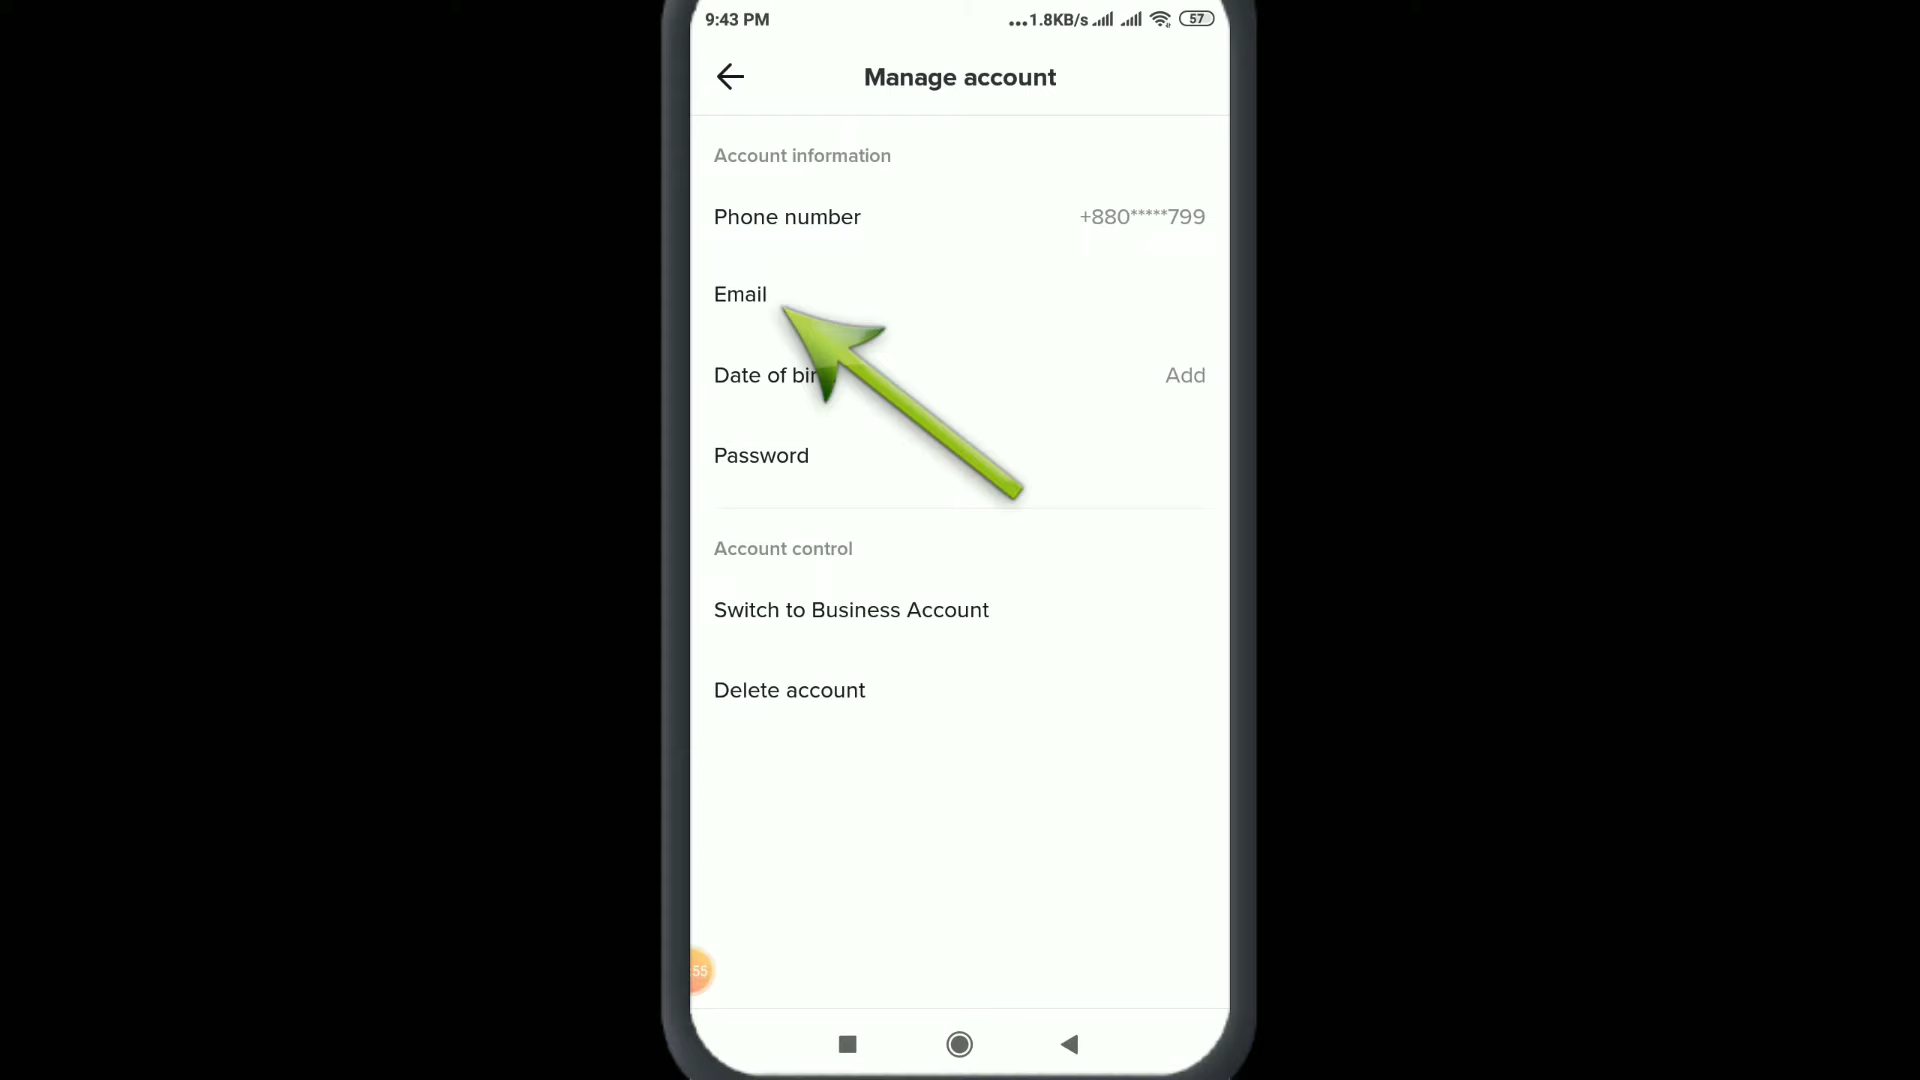 9:43 PM
...1.8KB/s
57
Manage account
Account information
Phone number +880*****799
Email
Date of bir Add
Password
Account control
Switch to Business Account
Delete account
55